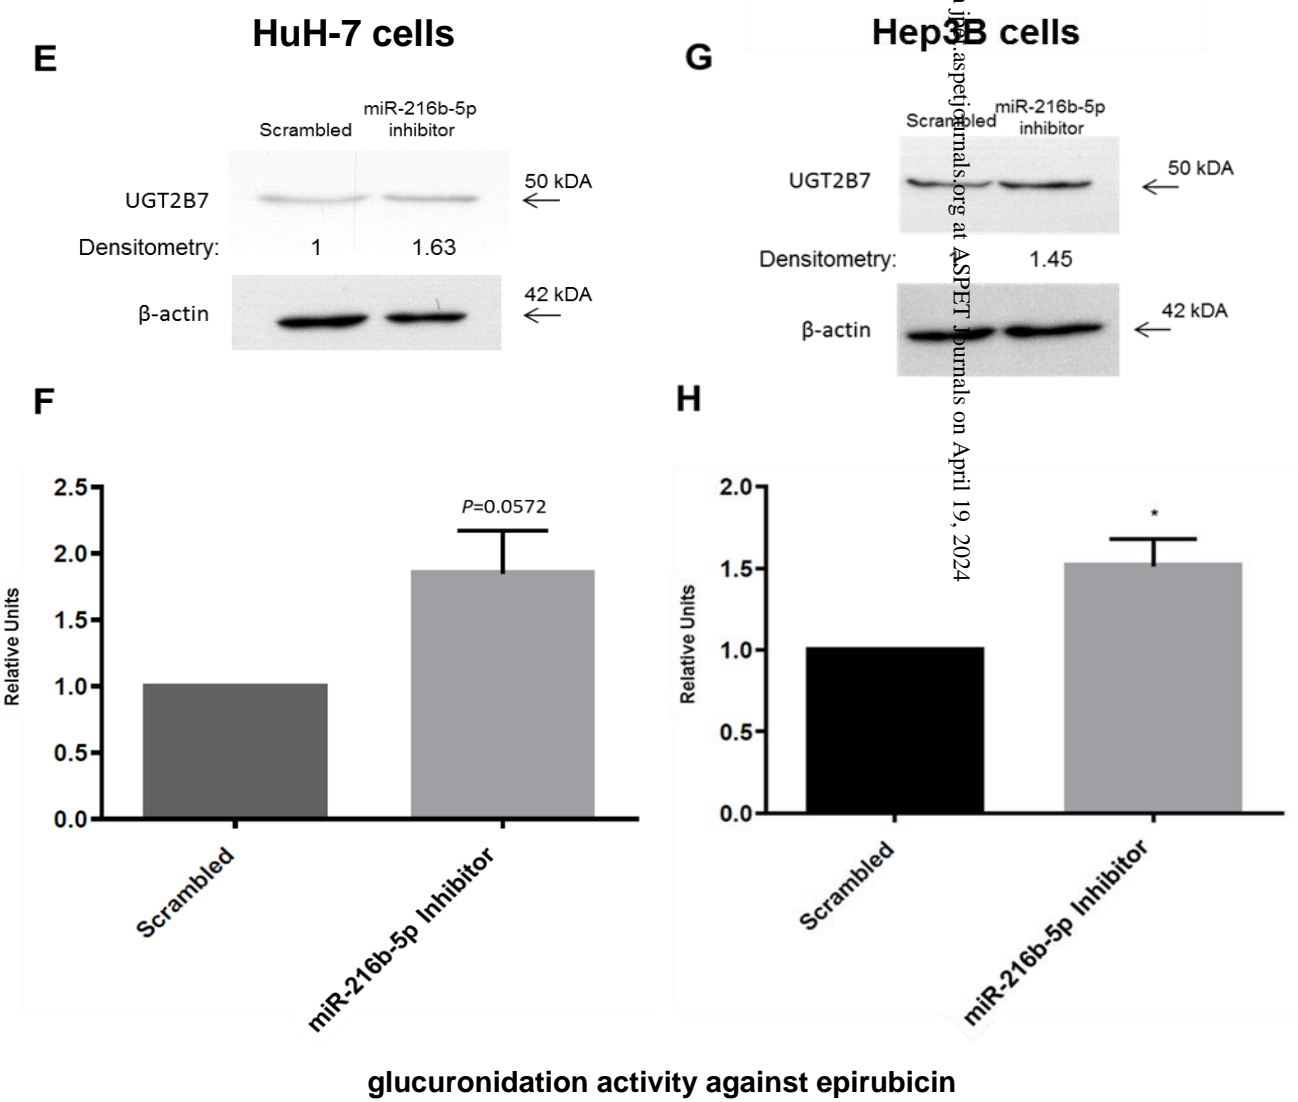 HuH-7 cells
E
Scrambled
miR-216b-5p
inhibitor
UGT2B7
50 kDA
Densitometry:
1
1.63
β-actin
42 kDA
Hep3B cells
G
Scrambled
miR-216b-5p
inhibitor
UGT2B7
50 kDA
Densitometry:
1.45
β-actin
42 kDA
jpet.aspetjournals.org at ASPET Journals on April 19, 2024
F
2.5
2.0
1.5
1.0
0.5
0.0
Relative Units
P=0.0572
Scrambled
miR-216b-5p Inhibitor
H
2.0
1.5
1.0
0.5
0.0
Relative Units
*
Scrambled
miR-216b-5p Inhibitor
glucuronidation activity against epirubicin